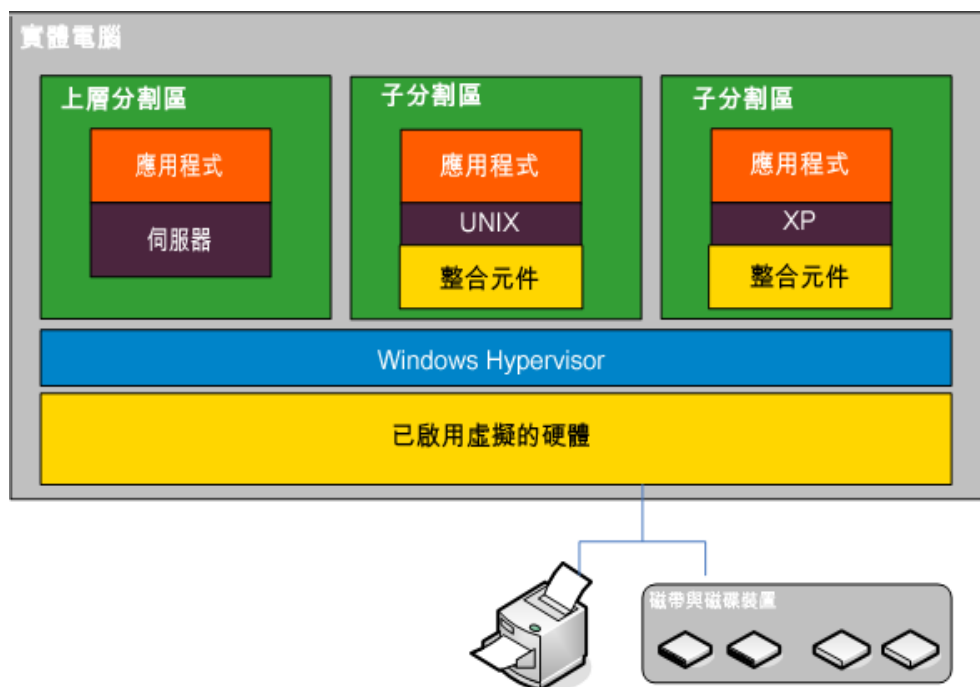 實體電腦
上層分割區
應用程式
伺服器
子分割區
應用程式
UNIX
整合元件
子分割區
應用程式
XP
整合元件
Windows Hypervisor
已啟用虛擬的硬體
磁帶與磁碟裝置